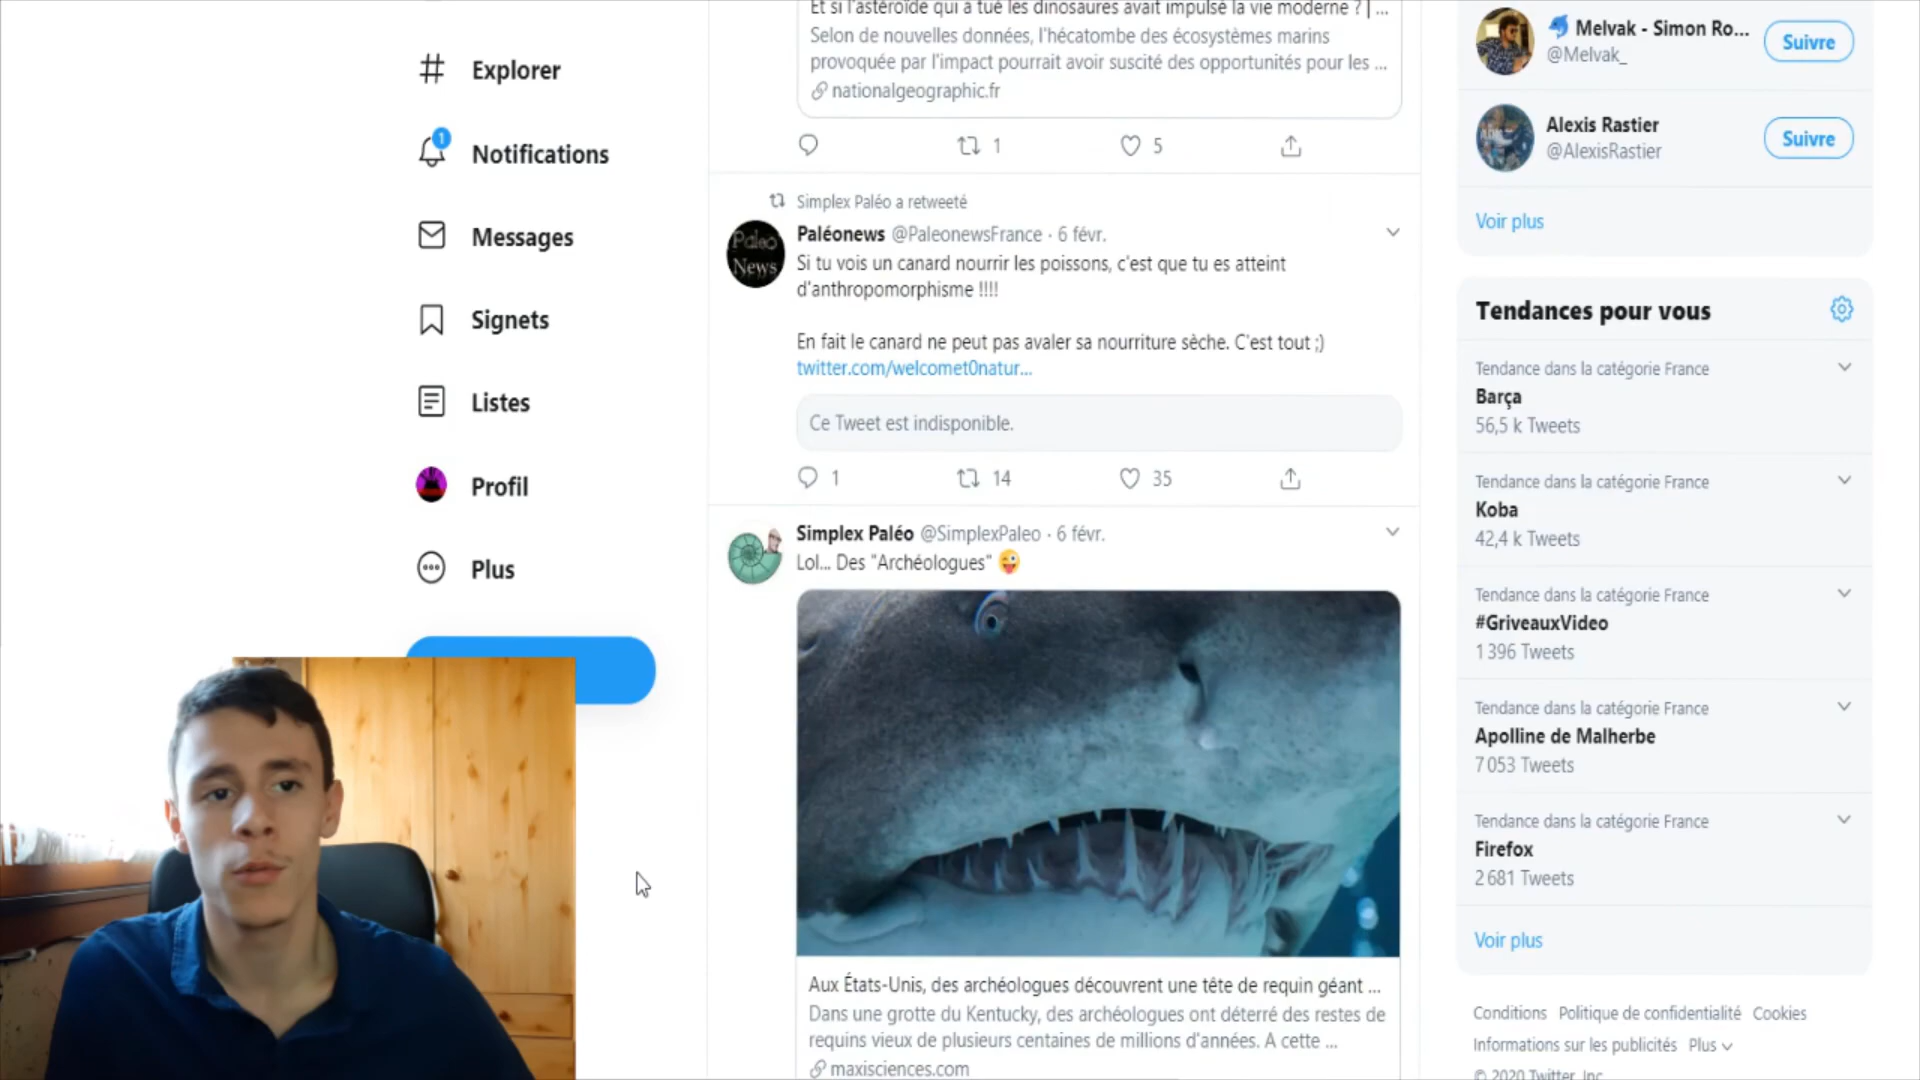 Explorer
1
Notifications
Messages
Signets
Listes
Profil
Plus
Et si l'astéroïde qui a tué les dinosaures avait impulsé la vie moderne ? | ...
Selon de nouvelles données, l'hécatombe des écosystèmes marins
provoquée par l'impact pourrait avoir suscité des opportunités pour les ...
nationalgeographic.fr
1
5
Simplex Paléo a retweeté
Paleo
News
Paléonews @PaleonewsFrance · 6 févr.
Si tu vois un canard nourrir les poissons, c'est que tu es atteint
d'anthropomorphisme !!!!
En fait le canard ne peut pas avaler sa nourriture sèche. C'est tout ;)
twitter.com/welcomet0natur...
Ce Tweet est indisponible.
1
14
35
Simplex Paléo @SimplexPaleo · 6 févr.
Lol... Des "Archéologues" 😜
Aux États-Unis, des archéologues découvrent une tête de requin géant ...
Dans une grotte du Kentucky, des archéologues ont déterré des restes de
requins vieux de plusieurs centaines de millions d'années. A cette ...
maxisciences.com
🐬 Melvak - Simon Ro...
@Melvak_
Suivre
Alexis Rastier
@AlexisRastier
Suivre
Voir plus
Tendances pour vous
Tendance dans la catégorie France
Barça
56,5 k Tweets
Tendance dans la catégorie France
Koba
42,4 k Tweets
Tendance dans la catégorie France
#GriveauxVideo
1 396 Tweets
Tendance dans la catégorie France
Apolline de Malherbe
7 053 Tweets
Tendance dans la catégorie France
Firefox
2 681 Tweets
Voir plus
Conditions Politique de confidentialité Cookies
Informations sur les publicités Plus
© 2020 Twitter, Inc.